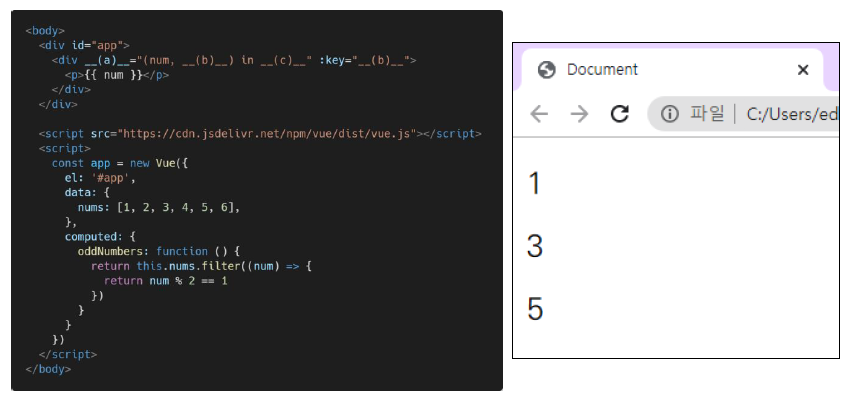 <body>
<div id="app">
<div __(a)__="(num, __(b)__) in __(c)__" :key="__(b)__">
<p>{{ num }}</p>
</div>
</div>
<script src="https://cdn.jsdelivr.net/npm/vue/dist/vue.js"></script>
<script>
const app = new Vue({
el: '#app',
data: {
nums: [1, 2, 3, 4, 5, 6],
},
computed: {
oddNumbers: function () {
return this.nums.filter((num) => {
return num % 2 == 1
})
}
}
})
</script>
</body>
Document
파일 C:/Users/ed
1
3
5